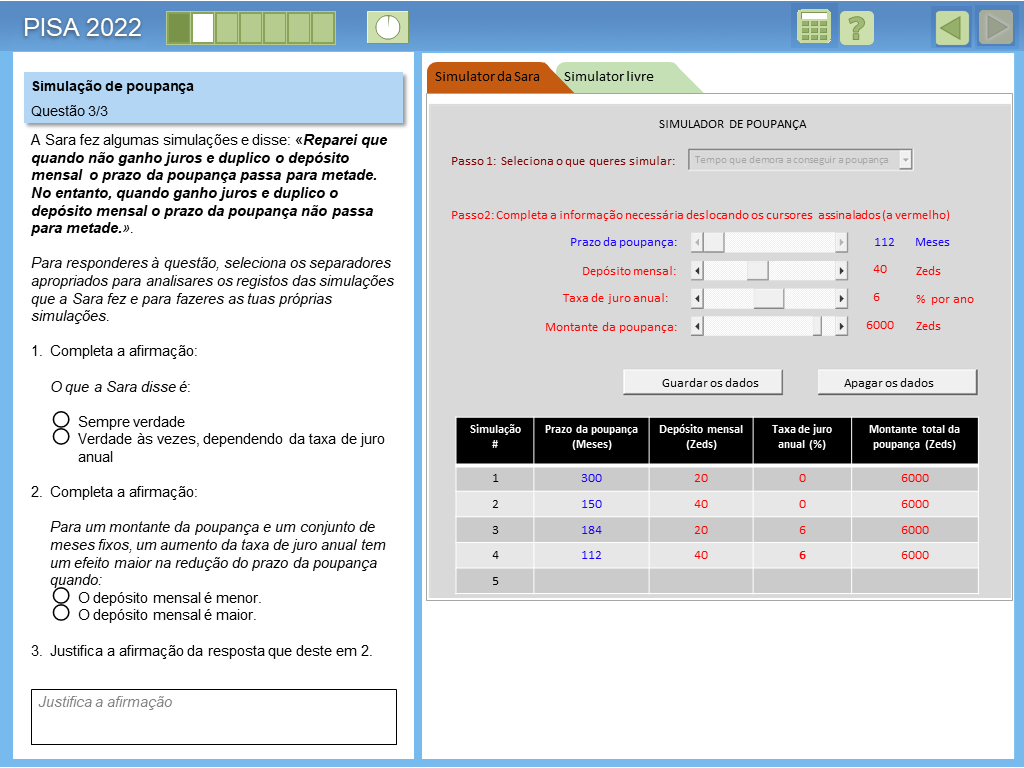 PISA 2022
?
Simulação de poupança
Questão 3/3
A Sara fez algumas simulações e disse: «Reparei que
quando não ganho juros e duplico o depósito
mensal o prazo da poupança passa para metade.
No entanto, quando ganho juros e duplico o
depósito mensal o prazo da poupança não passa
para metade.».
Para responderes à questão, seleciona os separadores
apropriados para analisares os registos das simulações
que a Sara fez e para fazeres as tuas próprias
simulações.
1. Completa a afirmação:
O que a Sara disse é:
Sempre verdade
Verdade às vezes, dependendo da taxa de juro
anual
2. Completa a afirmação:
Para um montante da poupança e um conjunto de
meses fixos, um aumento da taxa de juro anual tem
um efeito maior na redução do prazo da poupança
quando:
O depósito mensal é menor.
O depósito mensal é maior.
3. Justifica a afirmação da resposta que deste em 2.
Justifica a afirmação
Simulator da Sara Simulator livre
SIMULADOR DE POUPANÇA
Passo 1: Seleciona o que queres simular: Tempo que demora a conseguir a poupança
Passo2: Completa a informação necessária deslocando os cursores assinalados (a vermelho)
Prazo da poupança: 112 Meses
Depósito mensal: 40 Zeds
Taxa de juro anual: 6 % por ano
Montante da poupança: 6000 Zeds
Guardar os dados Apagar os dados
Simulação Prazo da poupança Depósito mensal Taxa de juro Montante total da
# (Meses) (Zeds) anual (%) poupança (Zeds)
1 300 20 0 6000
2 150 40 0 6000
3 184 20 6 6000
4 112 40 6 6000
5